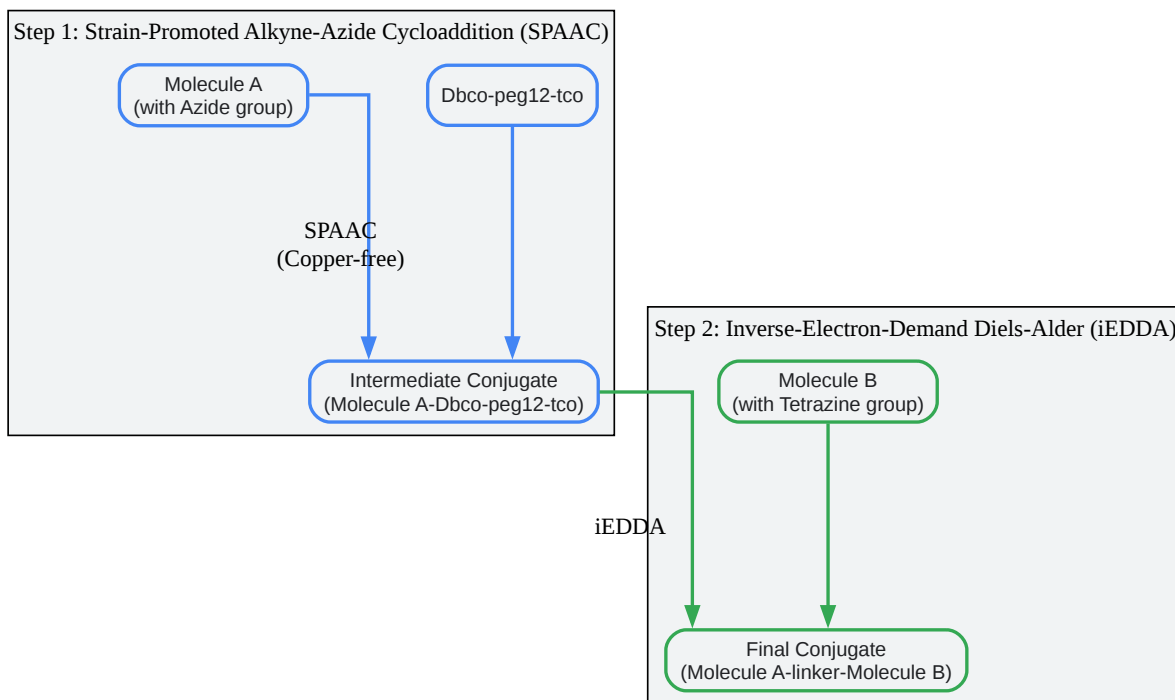 Step 1: Strain-Promoted Alkyne-Azide Cycloaddition (SPAAC)
Molecule A
(with Azide group)
Dbco-peg12-tco
SPAAC
(Copper-free)
Intermediate Conjugate
(Molecule A-Dbco-peg12-tco)
Step 2: Inverse-Electron-Demand Diels-Alder (iEDDA)
Molecule B
(with Tetrazine group)
iEDDA
Final Conjugate
(Molecule A-linker-Molecule B)